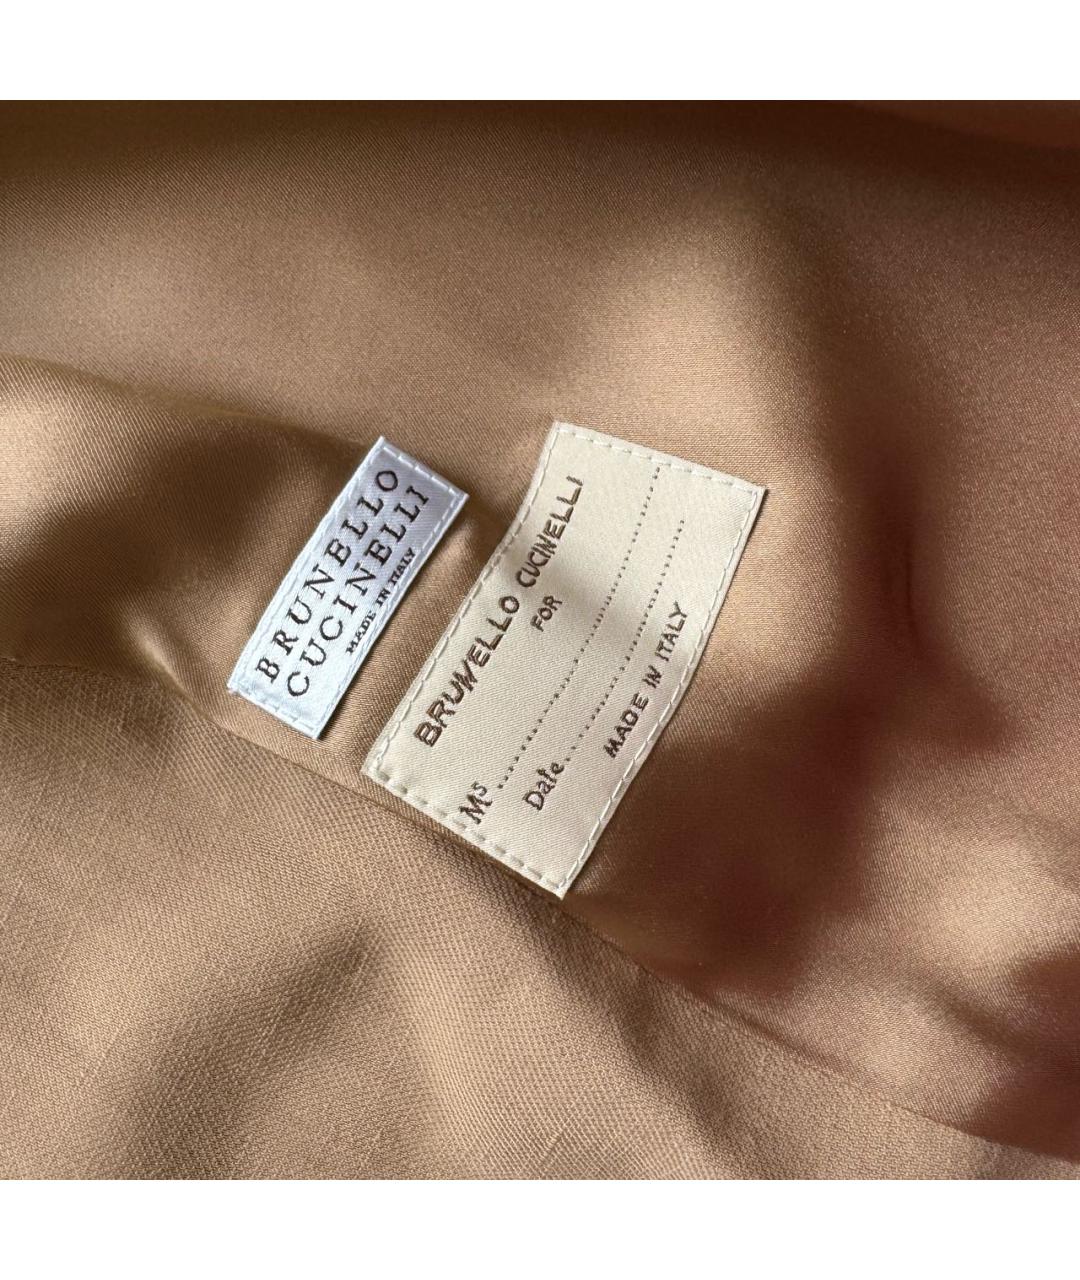 BRUNELLO
CUCINELLI
MADE IN ITALY
BRUNELLO CUCINELLI
FOR
Ms ..............................
Date ..............................
MADE IN ITALY